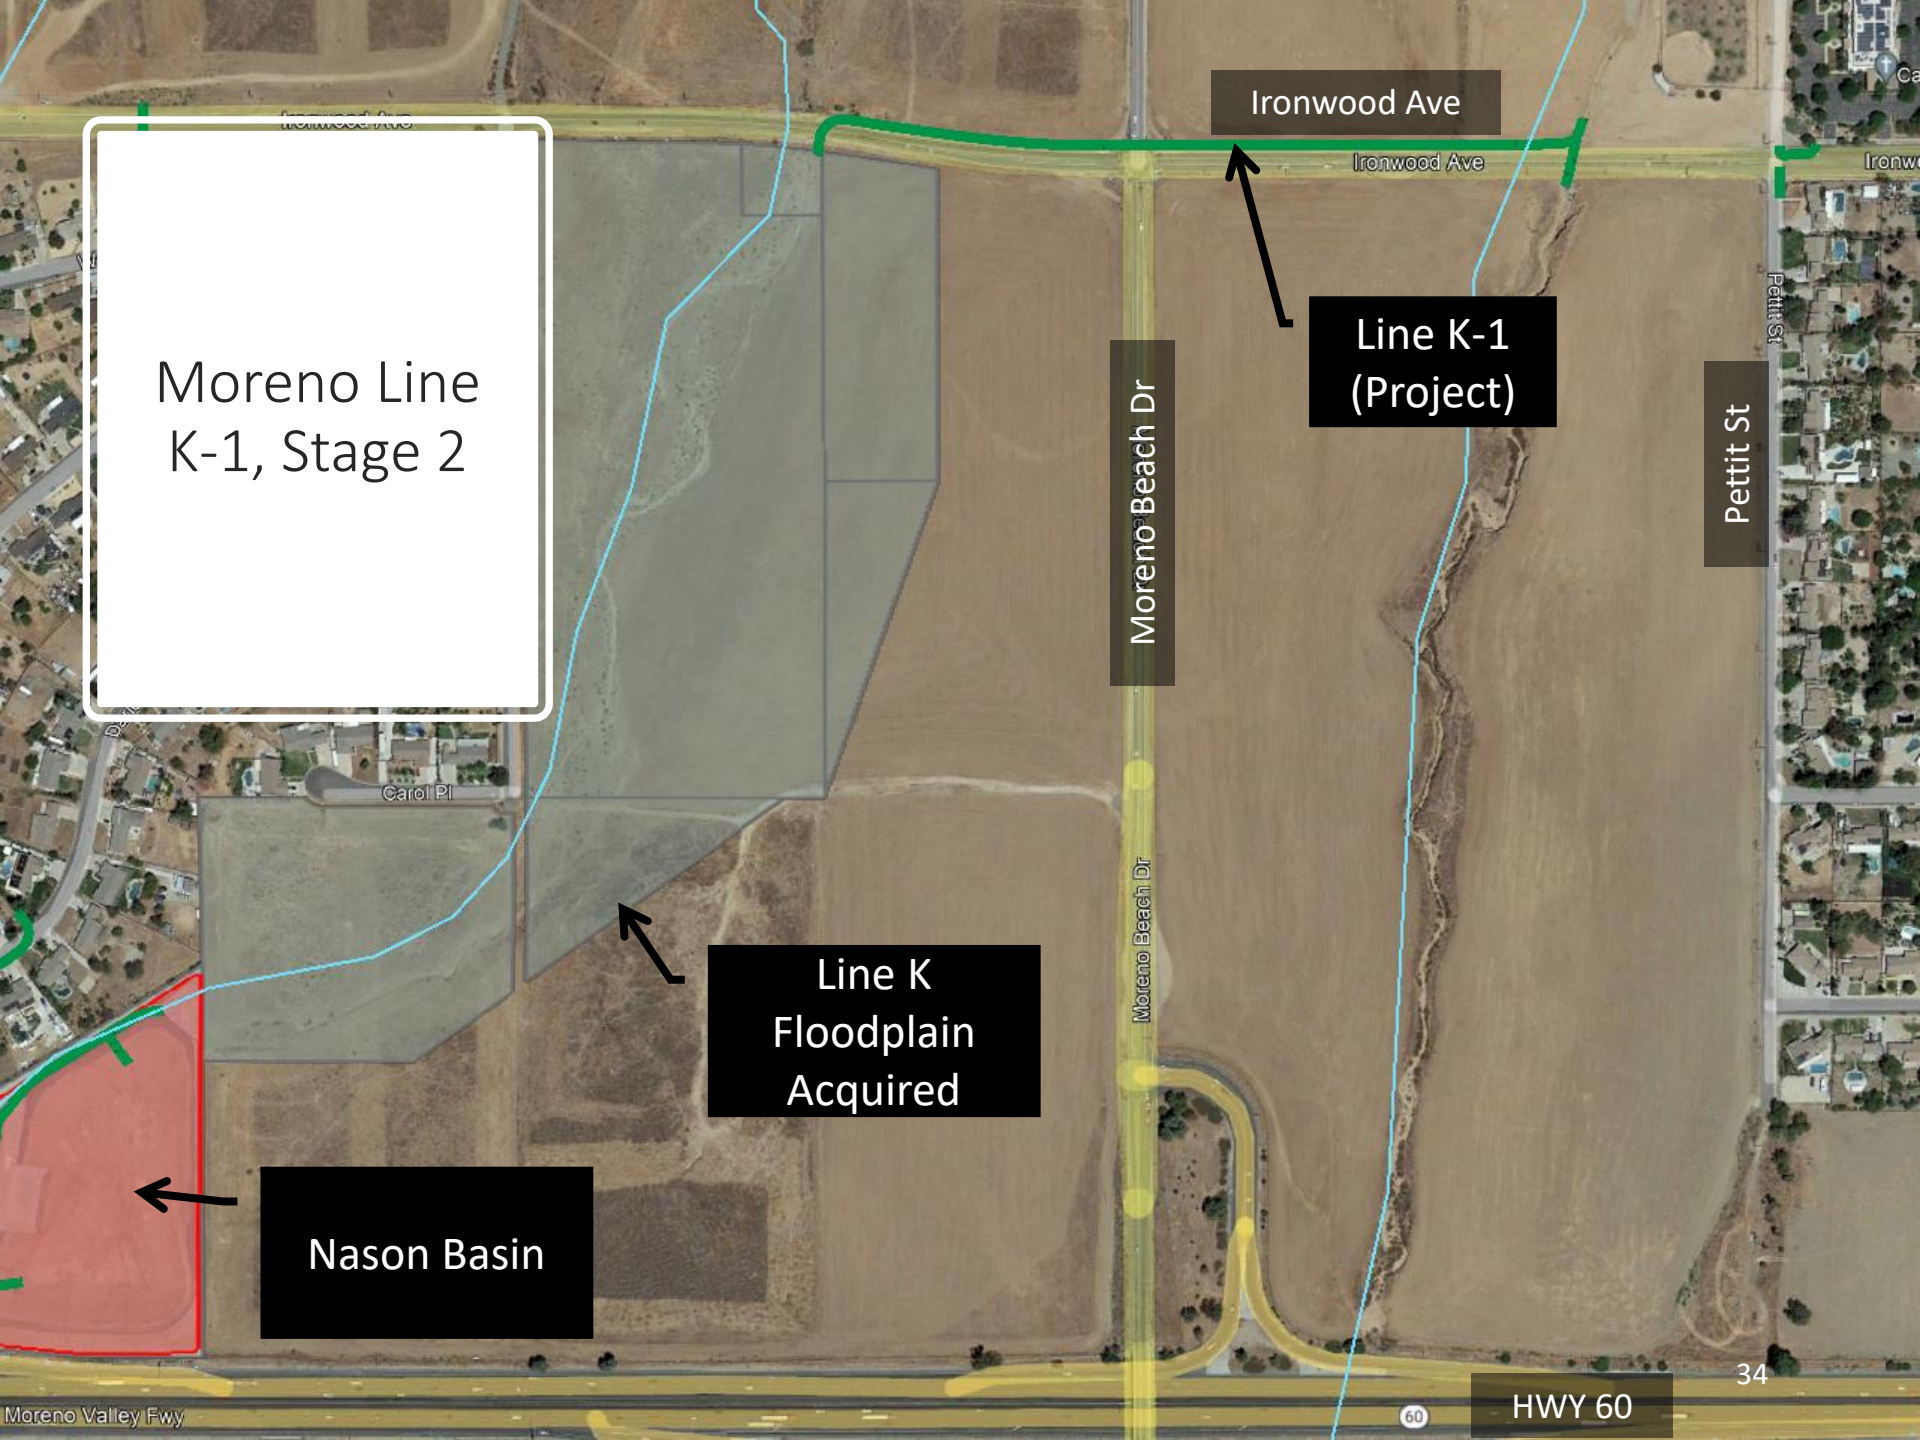 Ironwood Ave
Ironwood Ave
Ironwood Ave
Moreno Line
K-1, Stage 2
Line K-1
(Project)
Pettit St
Pettit St
Moreno Beach Dr
Carol Pl
Moreno Beach Dr
Line K
Floodplain
Acquired
Nason Basin
34
HWY 60
60
Moreno Valley Fwy